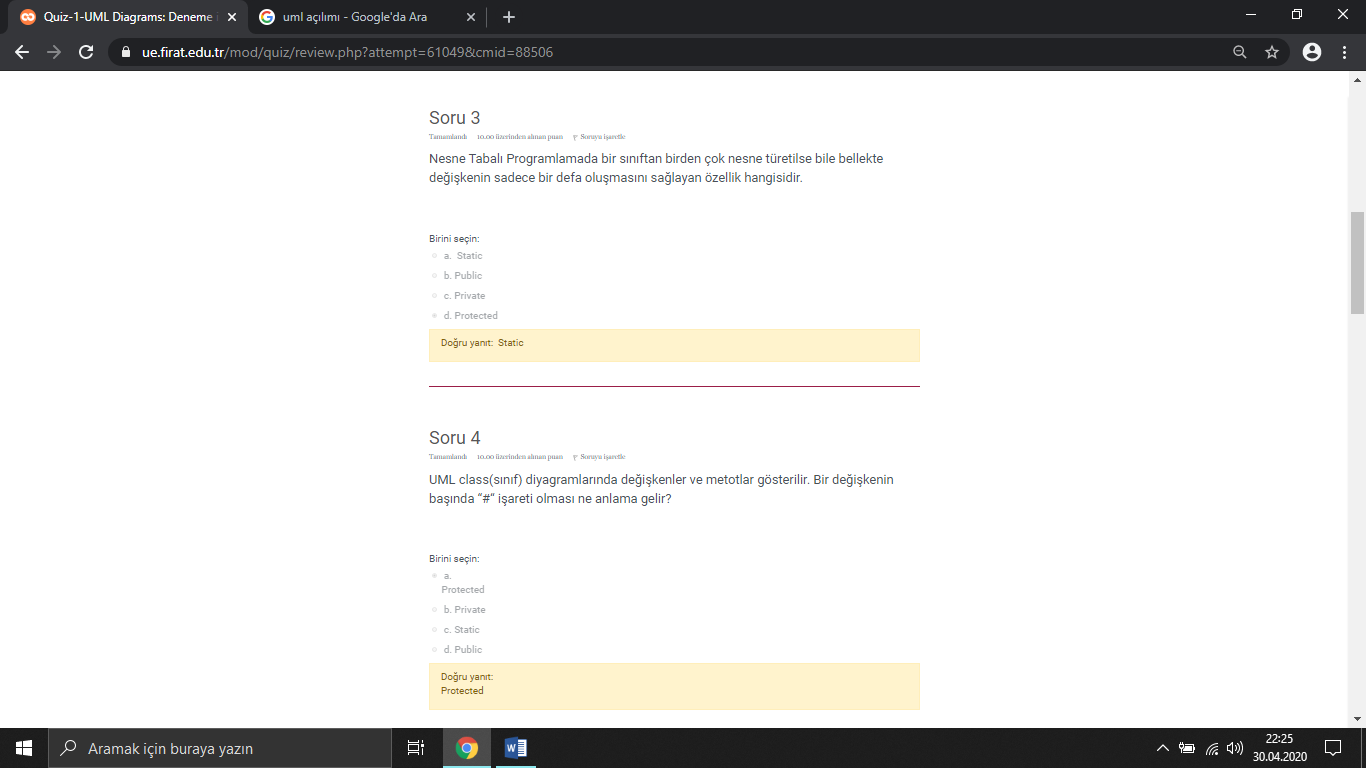 Quiz-1-UML Diagrams: Deneme
uml açılımı - Google'da Ara
ue.firat.edu.tr/mod/quiz/review.php?attempt=61049&cmid=88506
Soru 3
Tamamlandı 10,00 üzerinden alınan puan Soruyu işaretle
Nesne Tabalı Programlamada bir sınıftan birden çok nesne türetilse bile bellekte
değişkenin sadece bir defa oluşmasını sağlayan özellik hangisidir.
Birini seçin:
a. Static
b. Public
c. Private
d. Protected
Doğru yanıt: Static
Soru 4
Tamamlandı 10,00 üzerinden alınan puan Soruyu işaretle
UML class(sınıf) diyagramlarında değişkenler ve metotlar gösterilir. Bir değişkenin
başında “#” işareti olması ne anlama gelir?
Birini seçin:
a.
Protected
b. Private
c. Static
d. Public
Doğru yanıt:
Protected
Aramak için buraya yazın
22:25
30.04.2020